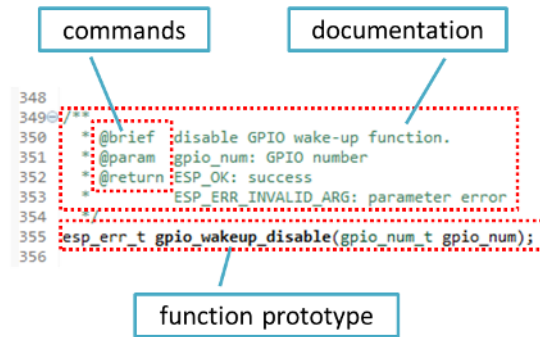 commands documentation
348
349 /**
350 * @brief disable GPIO wake-up function.
351 * @param gpio_num: GPIO number
352 * @return ESP_OK: success
353 * ESP_ERR_INVALID_ARG: parameter error
354 */
355 esp_err_t gpio_wakeup_disable(gpio_num_t gpio_num);
356
function prototype